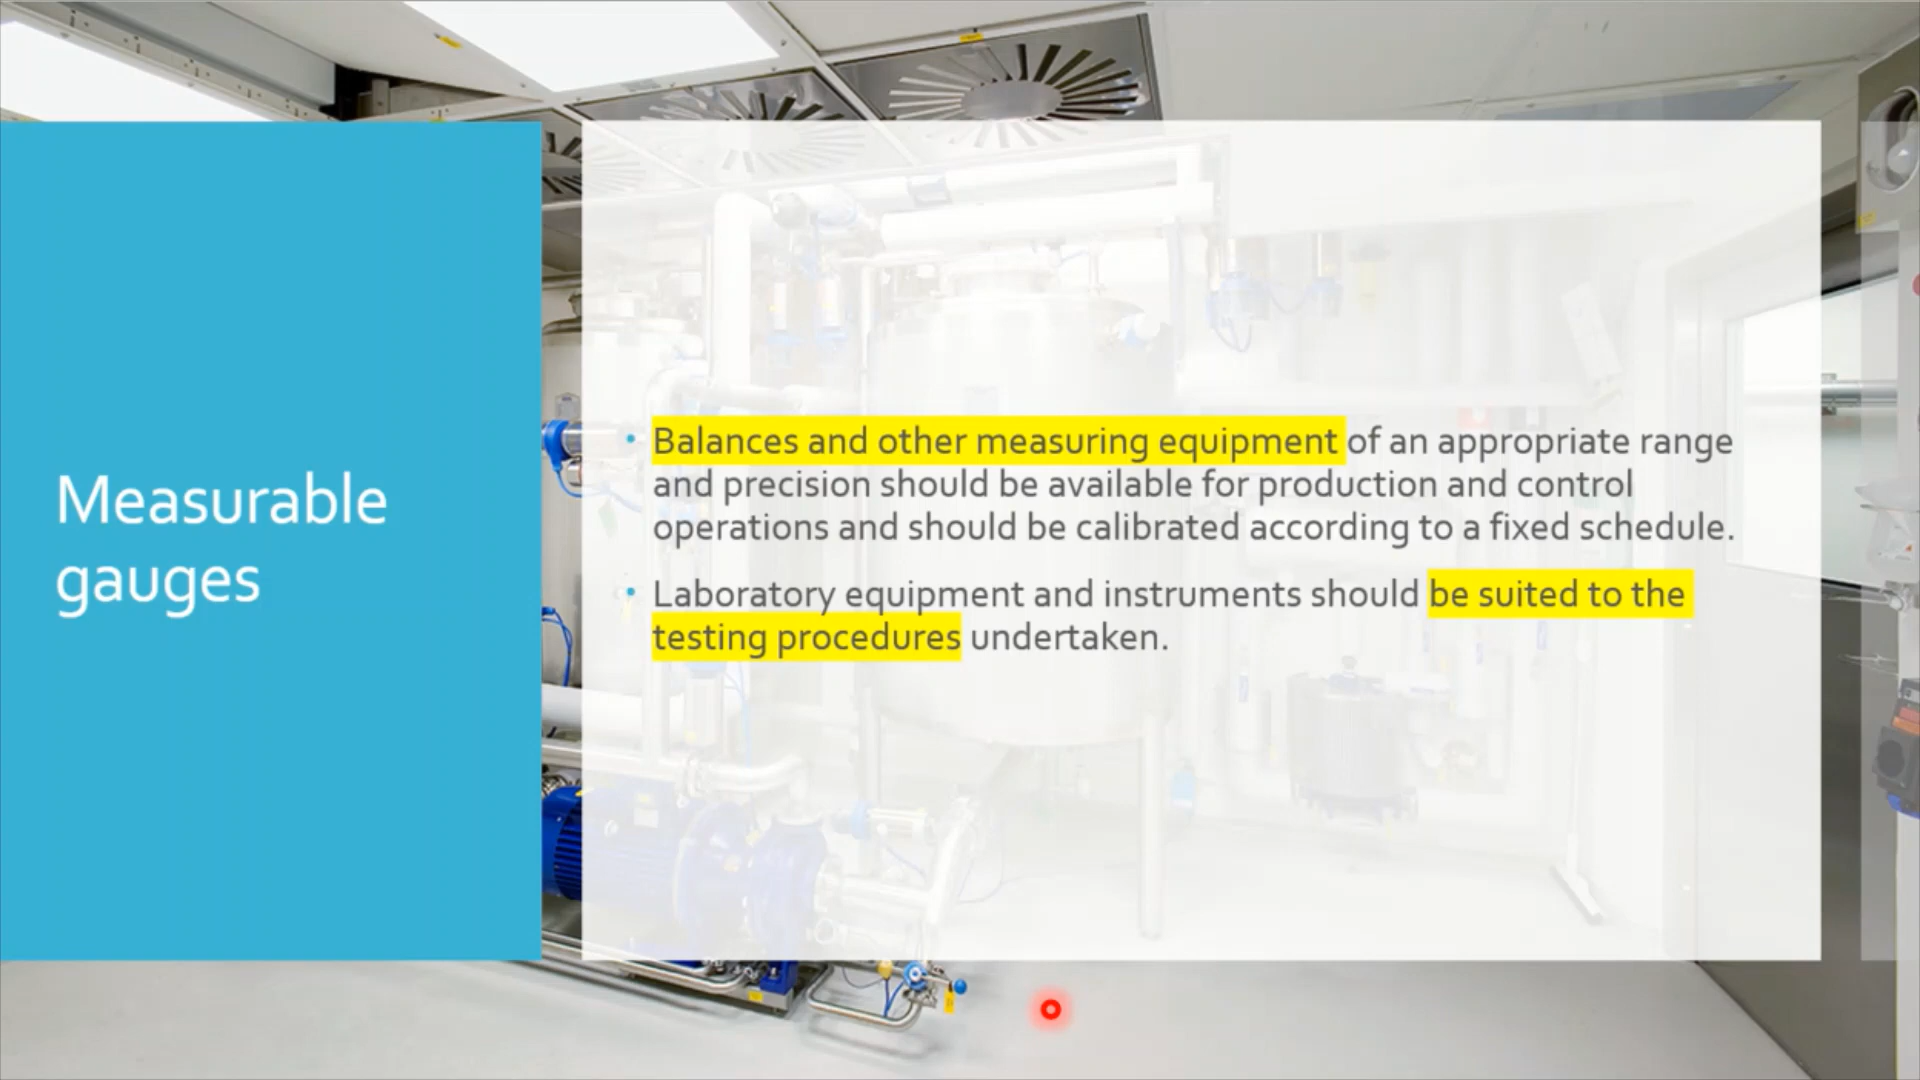 Measurable
gauges
• Balances and other measuring equipment of an appropriate range
and precision should be available for production and control
operations and should be calibrated according to a fixed schedule.
• Laboratory equipment and instruments should be suited to the
testing procedures undertaken.